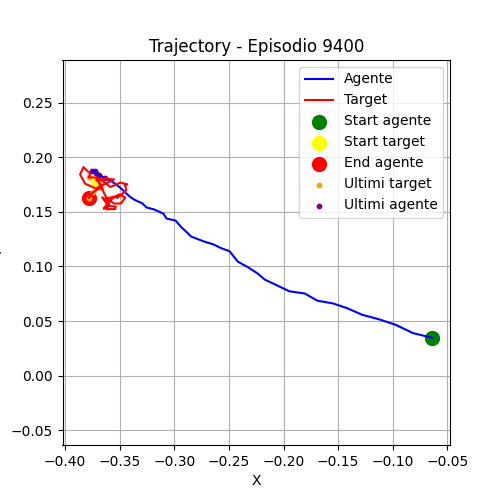 Trajectory - Episodio 9400
Agente
Target
Start agente
Start target
End agente
Ultimi target
Ultimi agente
0.25
0.20
0.15
0.10
0.05
0.00
−0.05
−0.40
−0.35
−0.30
−0.25
−0.20
−0.15
−0.10
−0.05
X